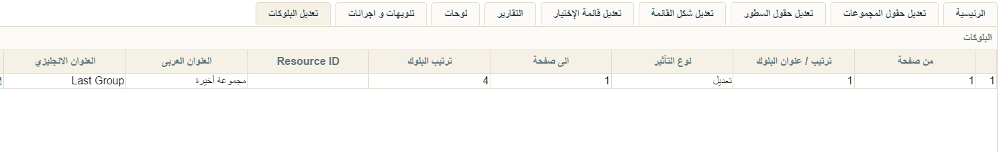 الرئيسية تعديل حقول المجموعات تعديل حقول السطور تعديل شكل القائمة تعديل قائمة الإختيار التقارير لوحات تنويهات و اجرانات تعديل البلوكات
البلوكات
من صفحة ترتيب / عنوان البلوك نوع التأثير الى صفحة ترتيب البلوك Resource ID العنوان العربى العنوان الانجليزي
1 1 1 تعديل 1 4 مجموعة أخيرة Last Group